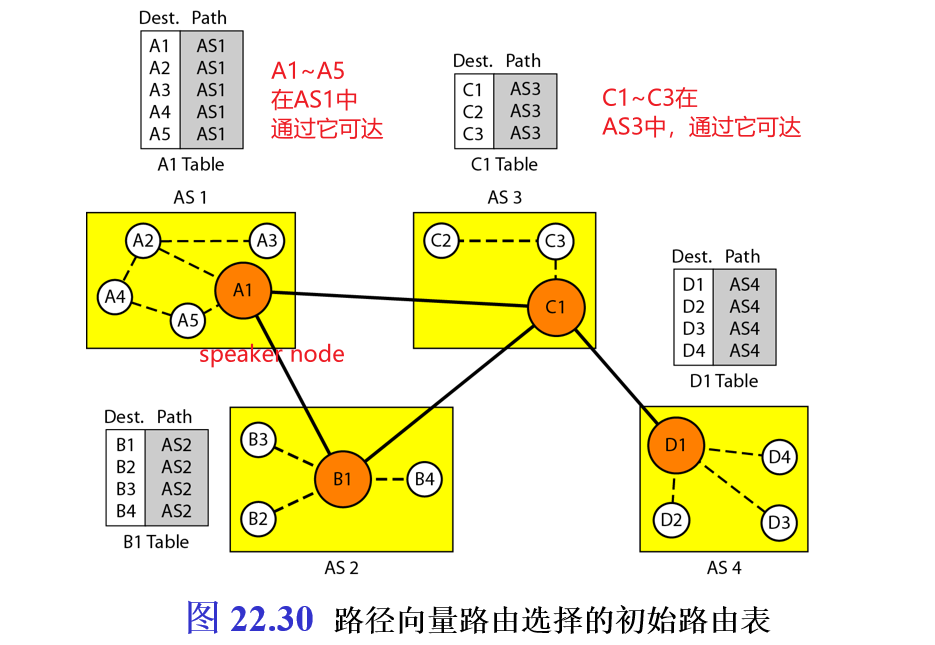 Dest. Path
A1 AS1
A2 AS1
A3 AS1
A4 AS1
A5 AS1
A1 Table
A1~A5
在AS1中
通过它可达
Dest. Path
C1 AS3
C2 AS3
C3 AS3
C1 Table
C1~C3在
AS3中，通过它可达
AS 1
A2
A3
A1
A4
A5
speaker node
AS 3
C2
C3
C1
Dest. Path
D1 AS4
D2 AS4
D3 AS4
D4 AS4
D1 Table
Dest. Path
B1 AS2
B2 AS2
B3 AS2
B4 AS2
B1 Table
B3
B1
B4
B2
AS 2
D1
D4
D2
D3
AS 4
图 22.30 路径向量路由选择的初始路由表